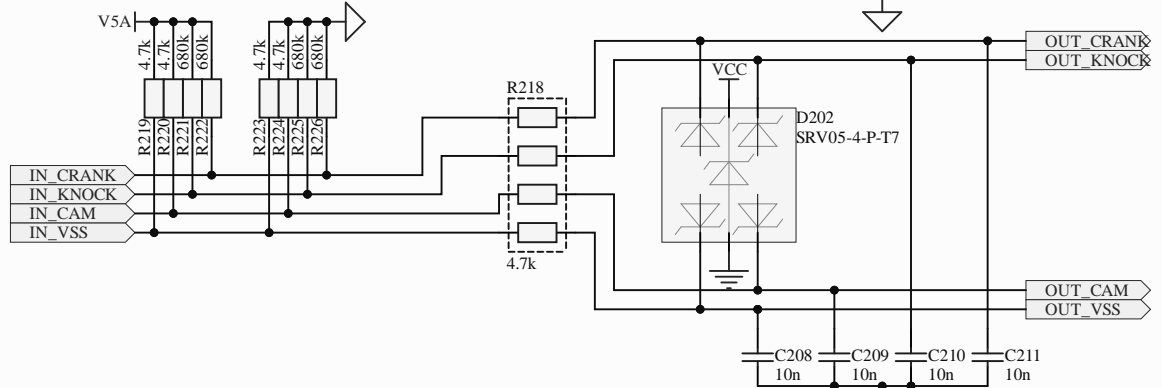 V5A
4.7k
4.7k
680k
680k
4.7k
4.7k
680k
680k
R219
R220
R221
R222
R223
R224
R225
R226
IN_CRANK
IN_KNOCK
IN_CAM
IN_VSS
R218
4.7k
VCC
D202
SRV05-4-P-T7
OUT_CRANK
OUT_KNOCK
OUT_CAM
OUT_VSS
C208
10n
C209
10n
C210
10n
C211
10n